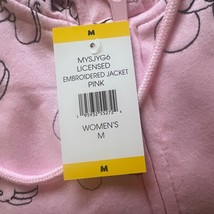 M
MYSJYG6
LICENSED
EMBROIDERED JACKET
PINK
WOMEN'S
M
M